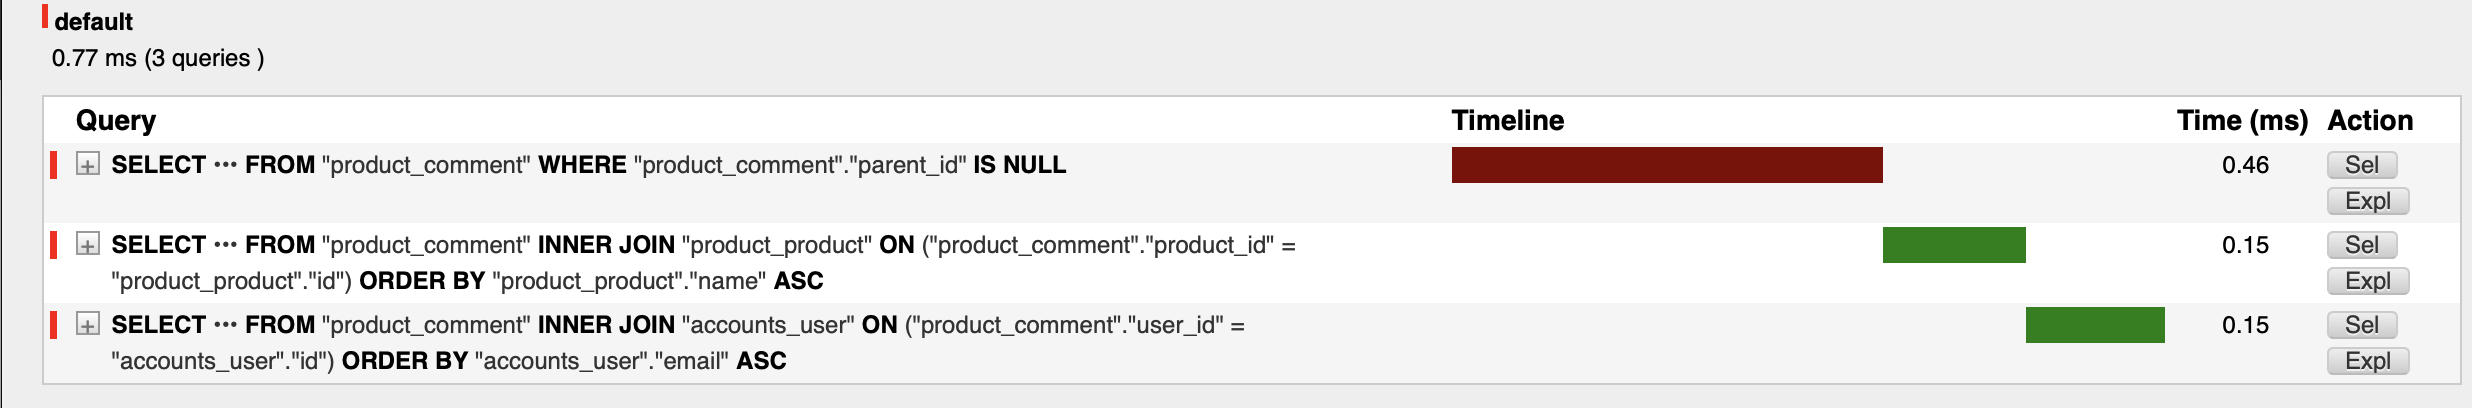 default
0.77 ms (3 queries )
Query Timeline Time (ms) Action
+ SELECT ••• FROM "product_comment" WHERE "product_comment"."parent_id" IS NULL 0.46 Sel
Expl
+ SELECT ••• FROM "product_comment" INNER JOIN "product_product" ON ("product_comment"."product_id" = 0.15 Sel
"product_product"."id") ORDER BY "product_product"."name" ASC Expl
+ SELECT ••• FROM "product_comment" INNER JOIN "accounts_user" ON ("product_comment"."user_id" = 0.15 Sel
"accounts_user"."id") ORDER BY "accounts_user"."email" ASC Expl